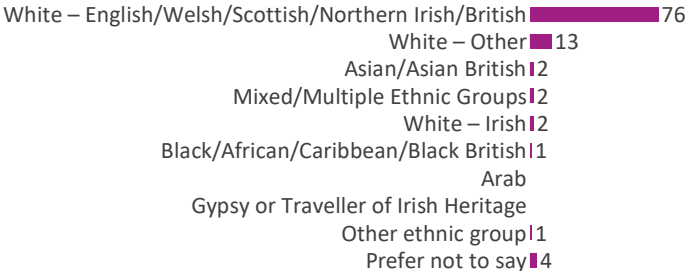 White – English/Welsh/Scottish/Northern Irish/British 76
White – Other 13
Asian/Asian British 2
Mixed/Multiple Ethnic Groups 2
White – Irish 2
Black/African/Caribbean/Black British 1
Arab
Gypsy or Traveller of Irish Heritage
Other ethnic group 1
Prefer not to say 4